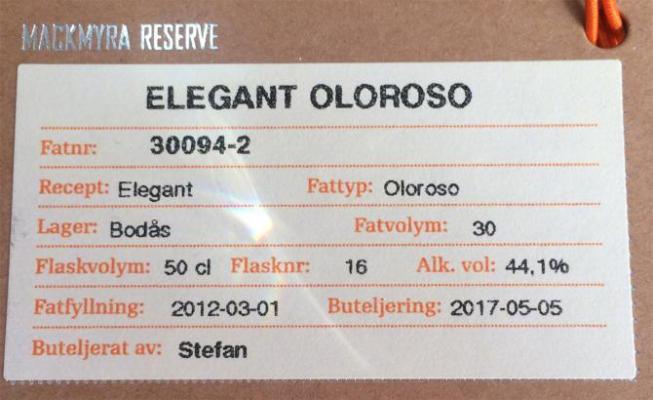 MACKMYRA RESERVE
ELEGANT OLOROSO
Fatnr: 30094-2
Recept: Elegant Fattyp: Oloroso
Lager: Bodås Fatvolym: 30
Flaskvolym: 50 cl Flasknr: 16 Alk. vol: 44,1%
Fatfyllning: 2012-03-01 Buteljering: 2017-05-05
Buteljerat av: Stefan